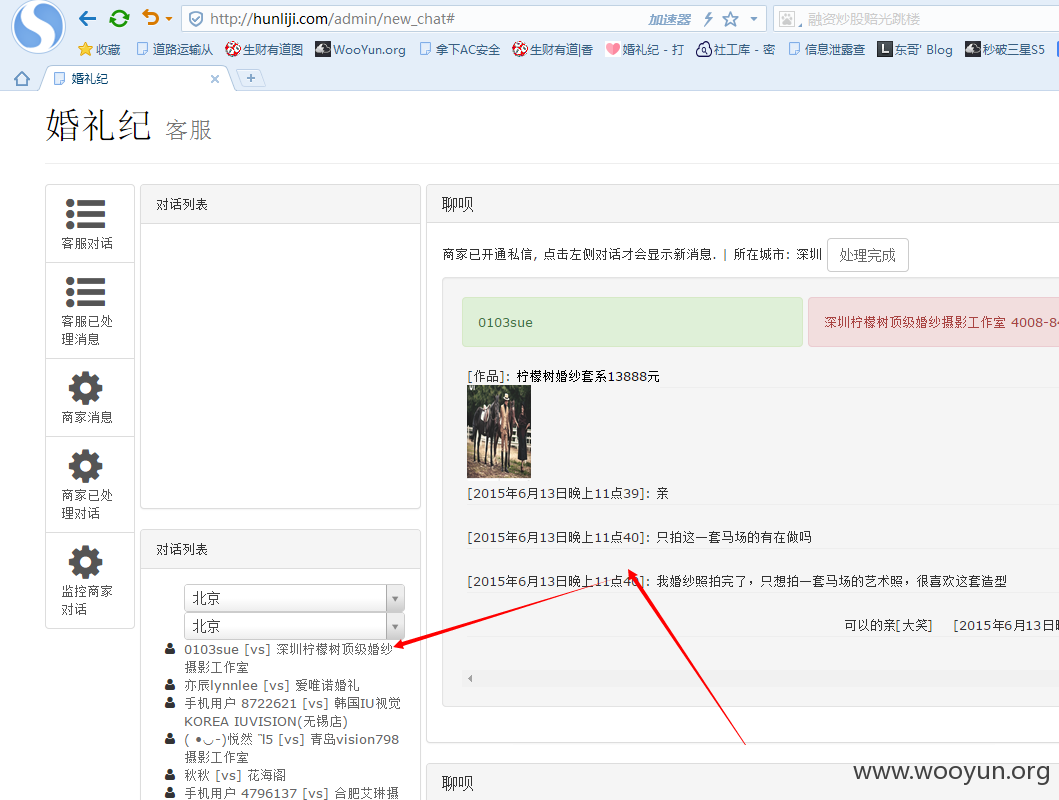 http://hunliji.com/admin/new_chat#
加速器
融资炒股赔光跳楼
收藏
道路运输从
生财有道图
WooYun.org
拿下AC安全
生财有道|香
婚礼纪 - 打
社工库 - 密
信息泄露查
L东哥' Blog
秒破三星S5
婚礼纪
婚礼纪 客服
客服对话
客服已处
理消息
商家消息
商家已处
理对话
监控商家
对话
对话列表
对话列表
北京
北京
0103sue [vs] 深圳柠檬树顶级婚纱
摄影工作室
亦辰lynnlee [vs] 爱唯诺婚礼
手机用户 8722621 [vs] 韩国IU视觉
KOREA IUVISION(无锡店)
( •◡-)悦然 ˜l5 [vs] 青岛vision798
摄影工作室
秋秋 [vs] 花海阁
手机用户 4796137 [vs] 合肥艾琳摄
聊呗
商家已开通私信, 点击左侧对话才会显示新消息. | 所在城市: 深圳 处理完成
0103sue
深圳柠檬树顶级婚纱摄影工作室 4008-84
[作品]: 柠檬树婚纱套系13888元
[2015年6月13日晚上11点39]: 亲
[2015年6月13日晚上11点40]: 只拍这一套马场的有在做吗
[2015年6月13日晚上11点40]: 我婚纱照拍完了，只想拍一套马场的艺术照，很喜欢这套造型
可以的亲[大笑] [2015年6月13日晚
聊呗
www.wooyun.org